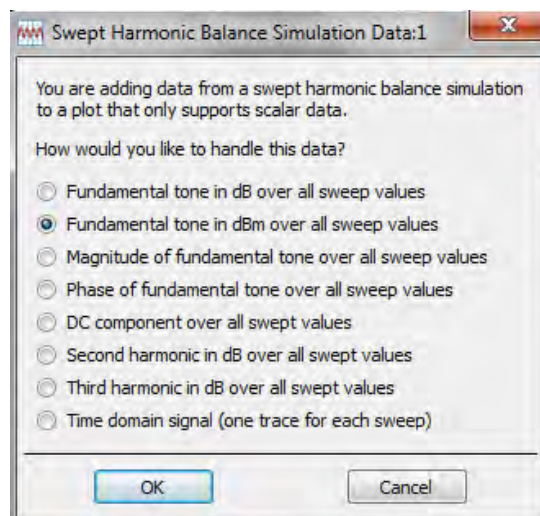 Swept Harmonic Balance Simulation Data:1
You are adding data from a swept harmonic balance simulation
to a plot that only supports scalar data.
How would you like to handle this data?
Fundamental tone in dB over all sweep values
Fundamental tone in dBm over all sweep values
Magnitude of fundamental tone over all sweep values
Phase of fundamental tone over all sweep values
DC component over all swept values
Second harmonic in dB over all swept values
Third harmonic in dB over all swept values
Time domain signal (one trace for each sweep)
OK Cancel